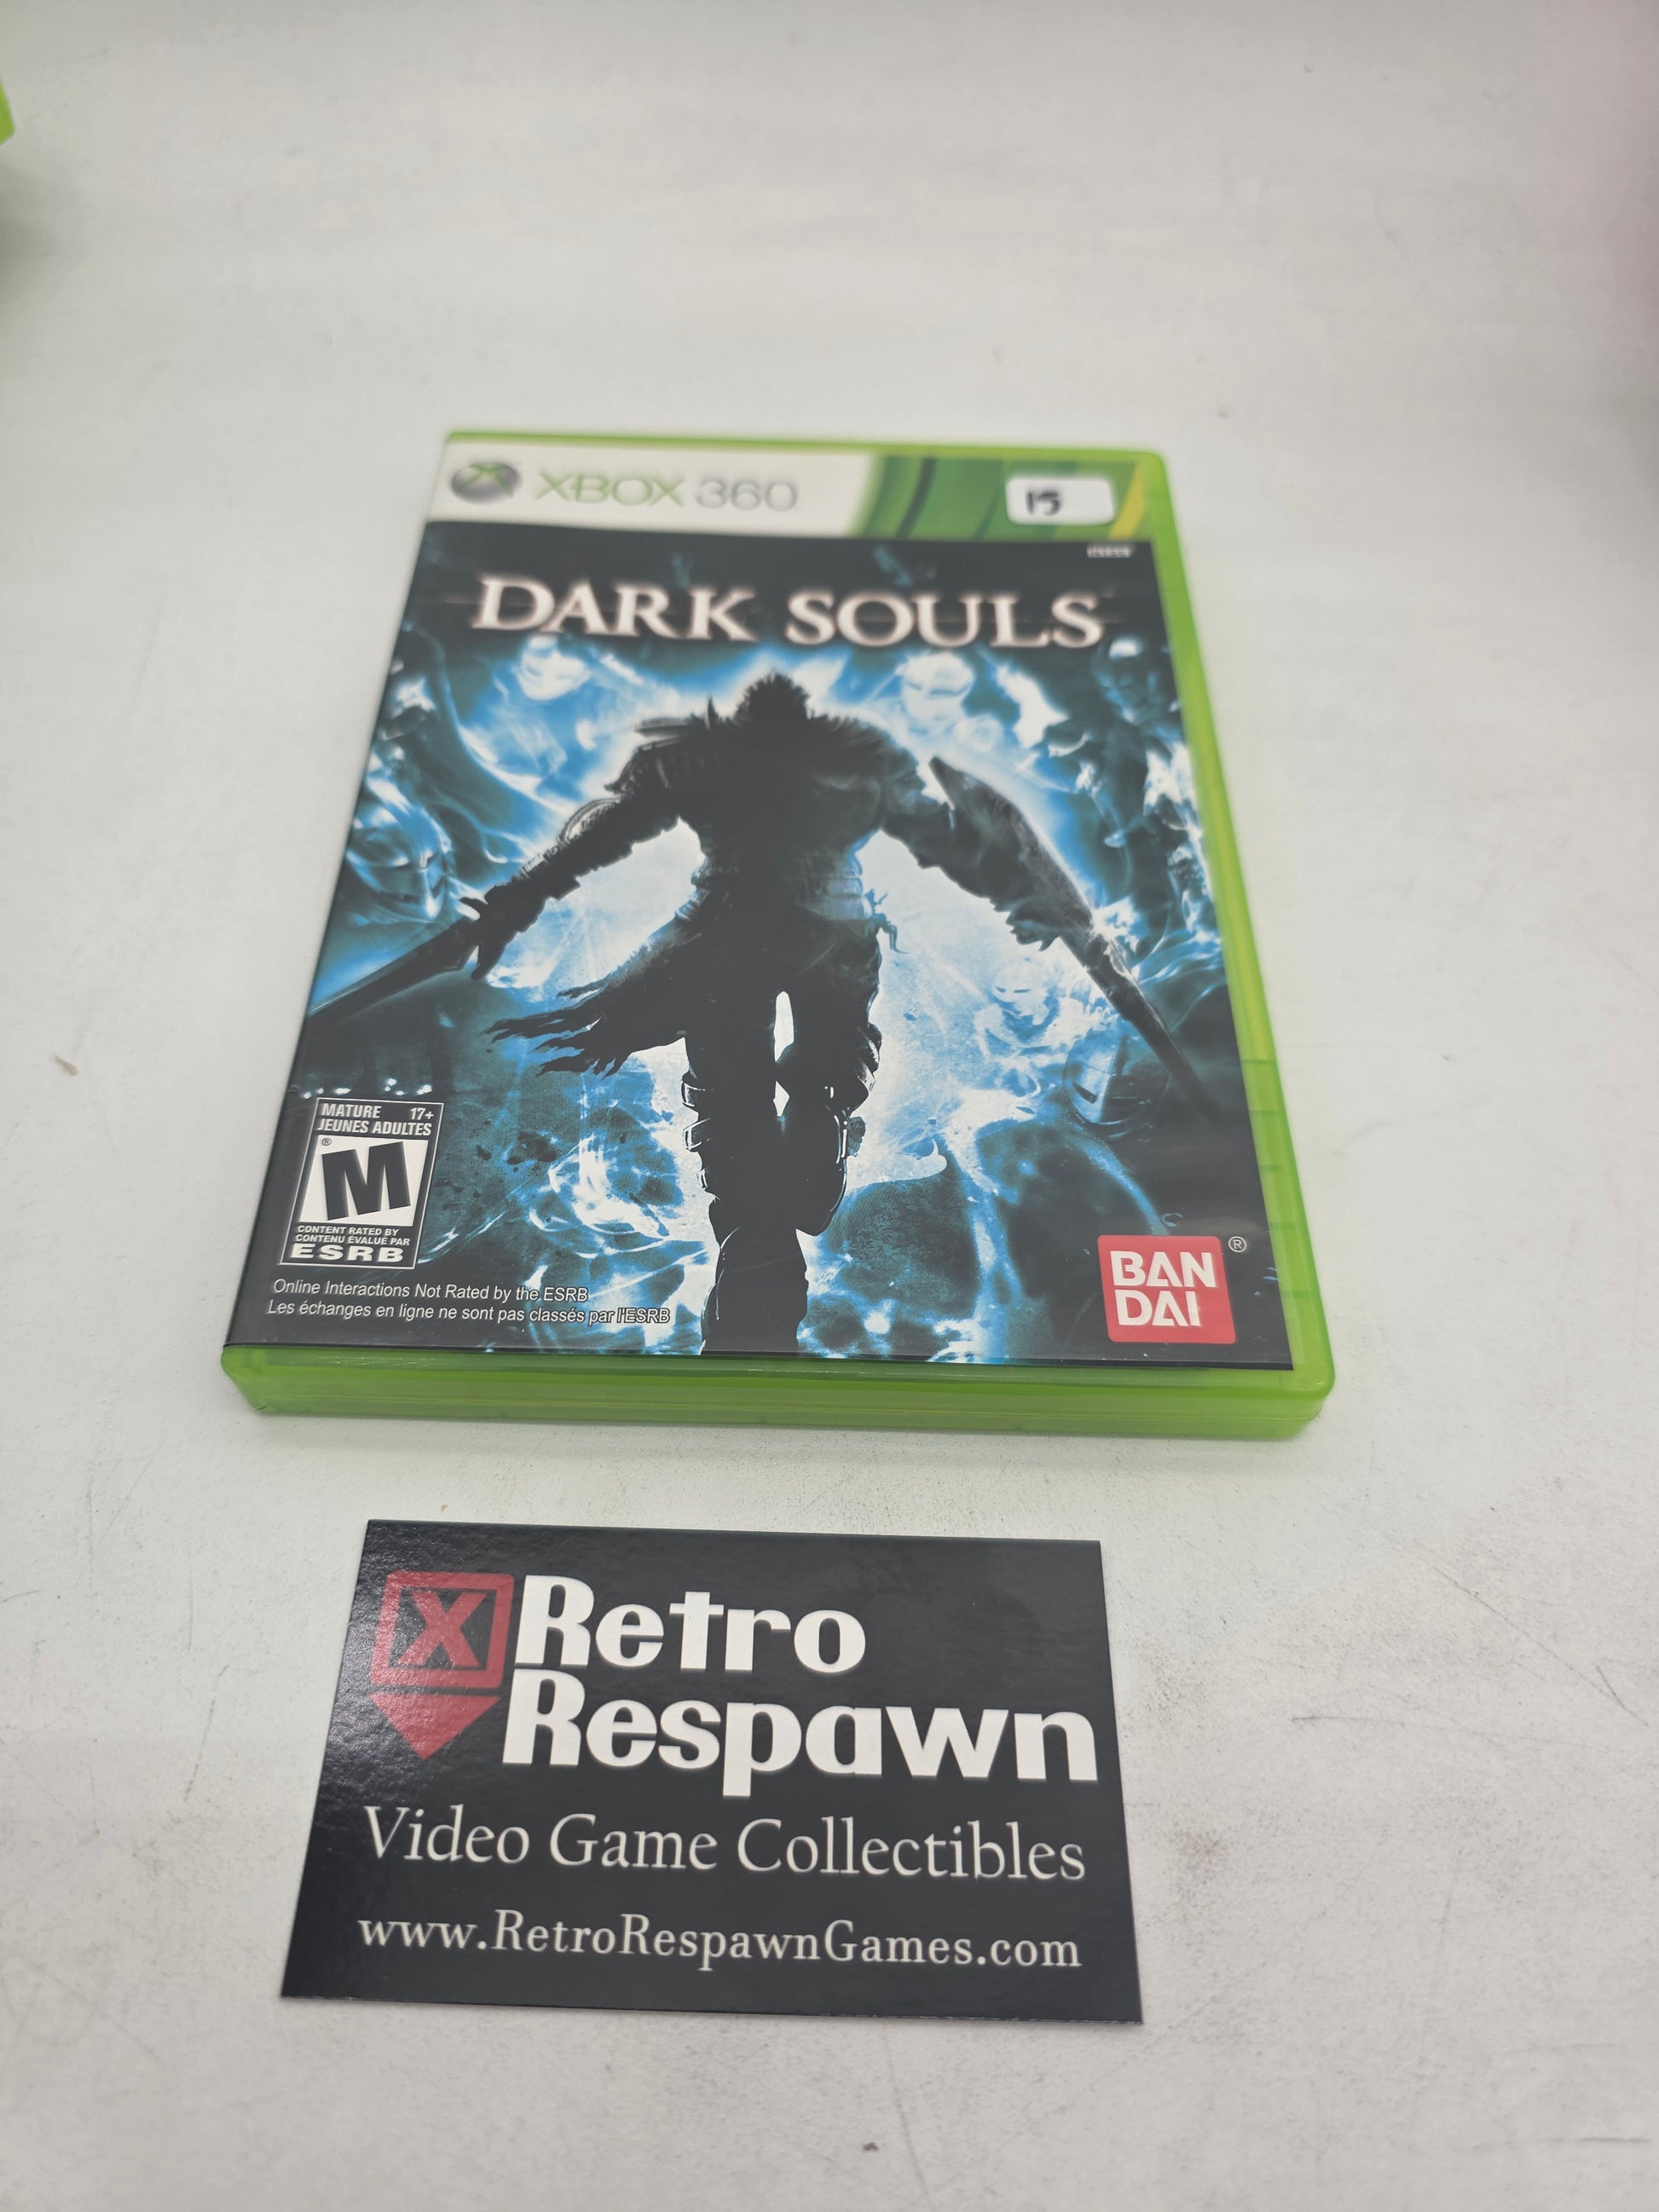 XBOX 360
15
DARK SOULS
MATURE 17+
JEUNES ADULTES
M
CONTENT RATED BY
CONTENU ÉVALUÉ PAR
ESRB
Online Interactions Not Rated by the ESRB
Les échanges en ligne ne sont pas classés par l'ESRB
BAN
DAI
®
X
Retro
Respawn
Video Game Collectibles
www.RetroRespawnGames.com